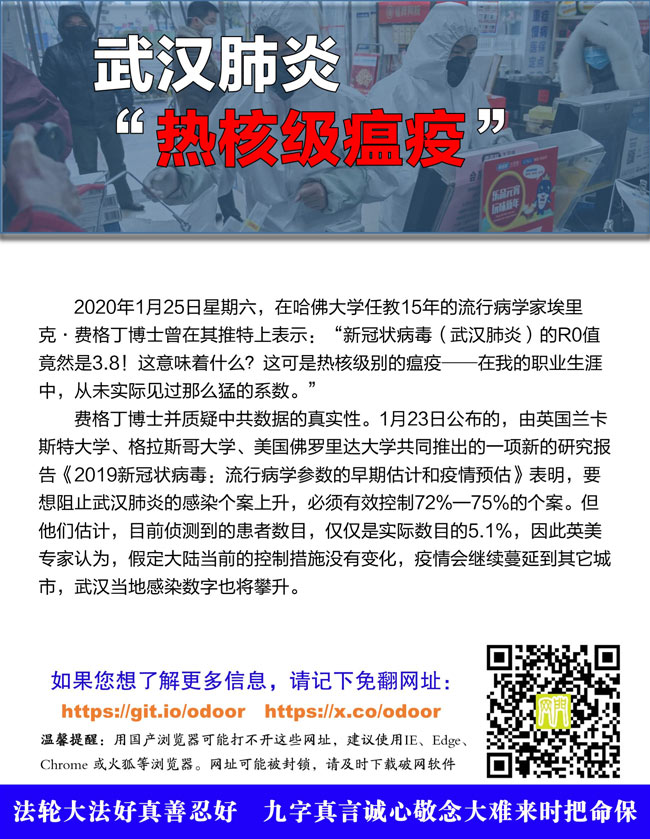 武汉肺炎
“热核级瘟疫”
2020年1月25日星期六，在哈佛大学任教15年的流行病学家埃里
克·费格丁博士曾在其推特上表示：“新冠状病毒（武汉肺炎）的R0值
竟然是3.8！这意味着什么？这可是热核级别的瘟疫——在我的职业生涯
中，从未实际见过那么猛的系数。”
费格丁博士并质疑中共数据的真实性。1月23日公布的，由英国兰卡
斯特大学、格拉斯哥大学、美国佛罗里达大学共同推出的一项新的研究报
告《2019新冠状病毒：流行病学参数的早期估计和疫情预估》表明，要
想阻止武汉肺炎的感染个案上升，必须有效控制72%—75%的个案。但
他们估计，目前侦测到的患者数目，仅仅是实际数目的5.1%，因此英美
专家认为，假定大陆当前的控制措施没有变化，疫情会继续蔓延到其它城
市，武汉当地感染数字也将攀升。
如果您想了解更多信息，请记下免翻网址：
https://git.io/odoor https://x.co/odoor
温馨提醒：用国产浏览器可能打不开这些网址，建议使用IE、Edge、
Chrome 或火狐等浏览器。网址可能被封锁，请及时下载破网软件
法轮大法好真善忍好 九字真言诚心敬念大难来时把命保